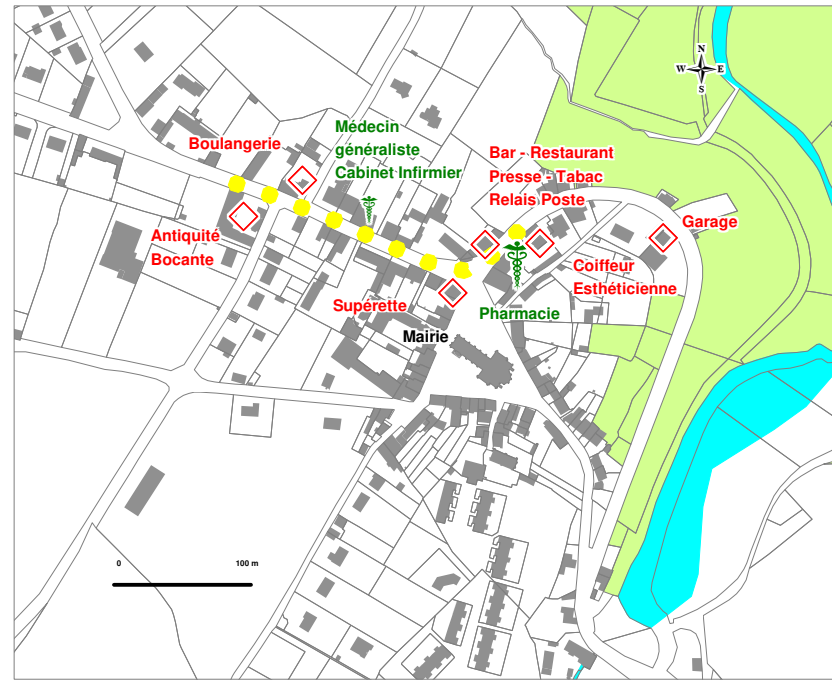 N
W E
S
Médecin
généraliste
Cabinet Infirmier
Boulangerie
Bar - Restaurant
Presse - Tabac
Relais Poste
Garage
Antiquité
Bocante
Coiffeur
Esthéticienne
Supérette
Pharmacie
Mairie
0 100 m